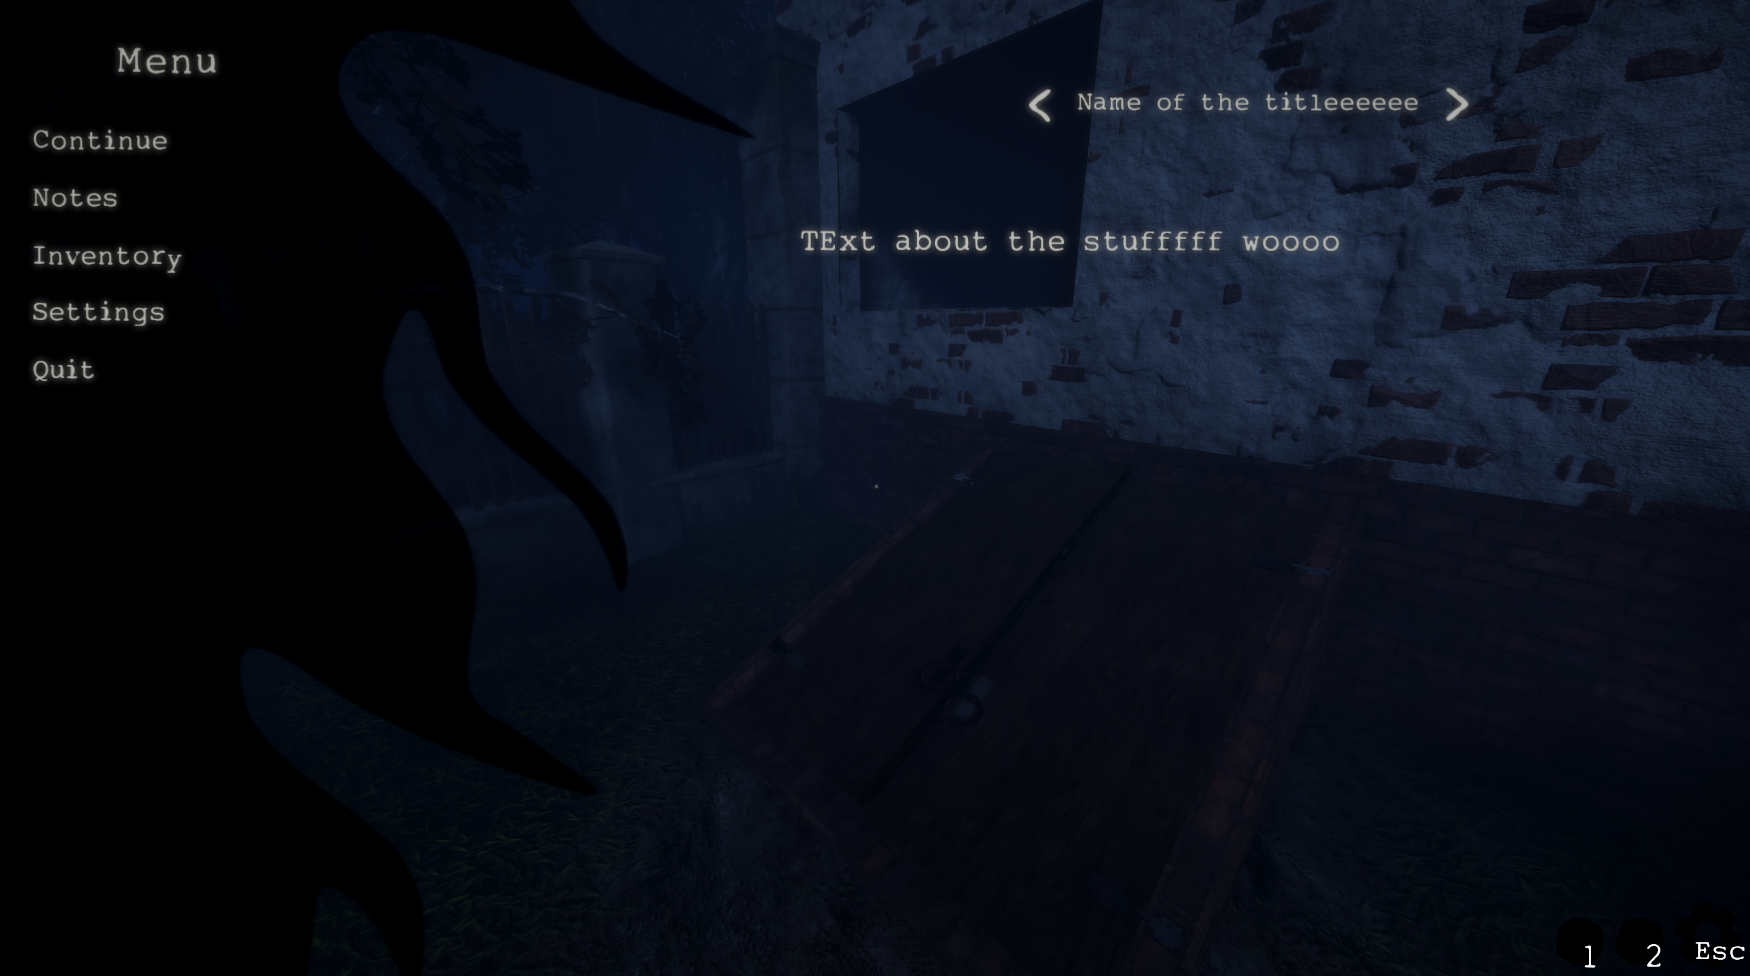 Menu
Continue
Notes
Inventory
Settings
Quit
< Name of the titleeeeee >
TExt about the stufffff woooo
1 2 Esc